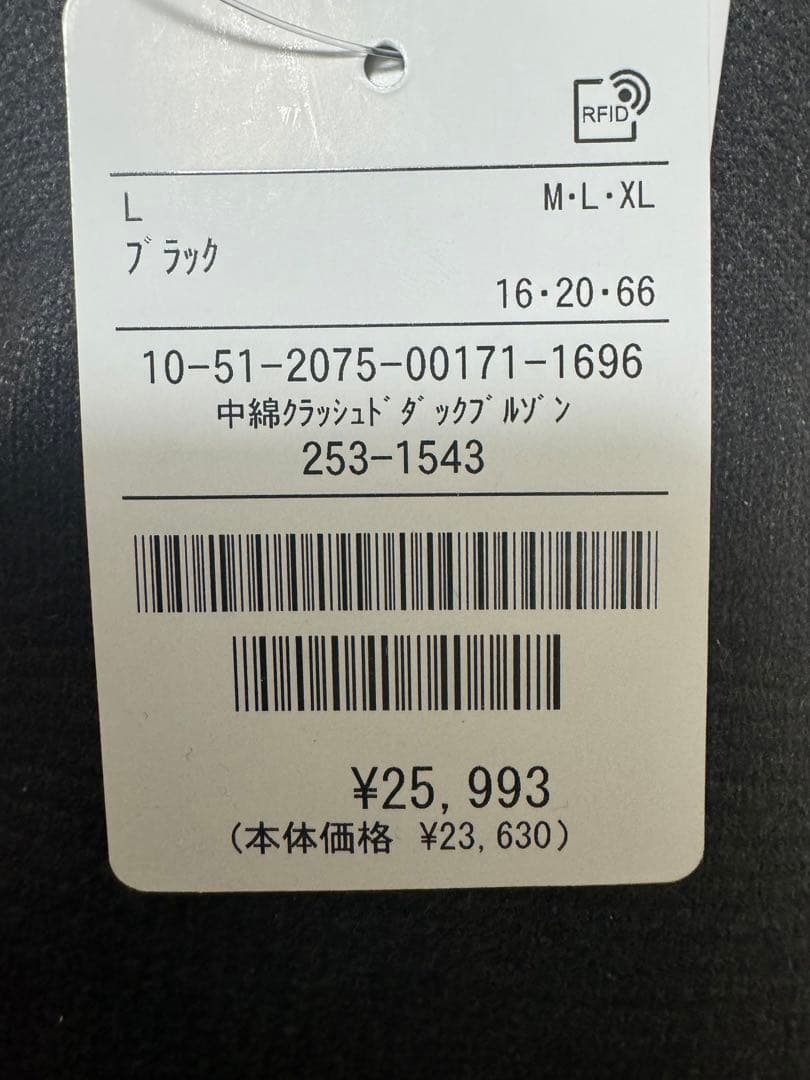 RFID
L
M・L・XL
ブラック
16・20・66
10-51-2075-00171-1696
中綿クラッシュドダックブルゾン
253-1543
¥25,993
(本体価格 ¥23,630)